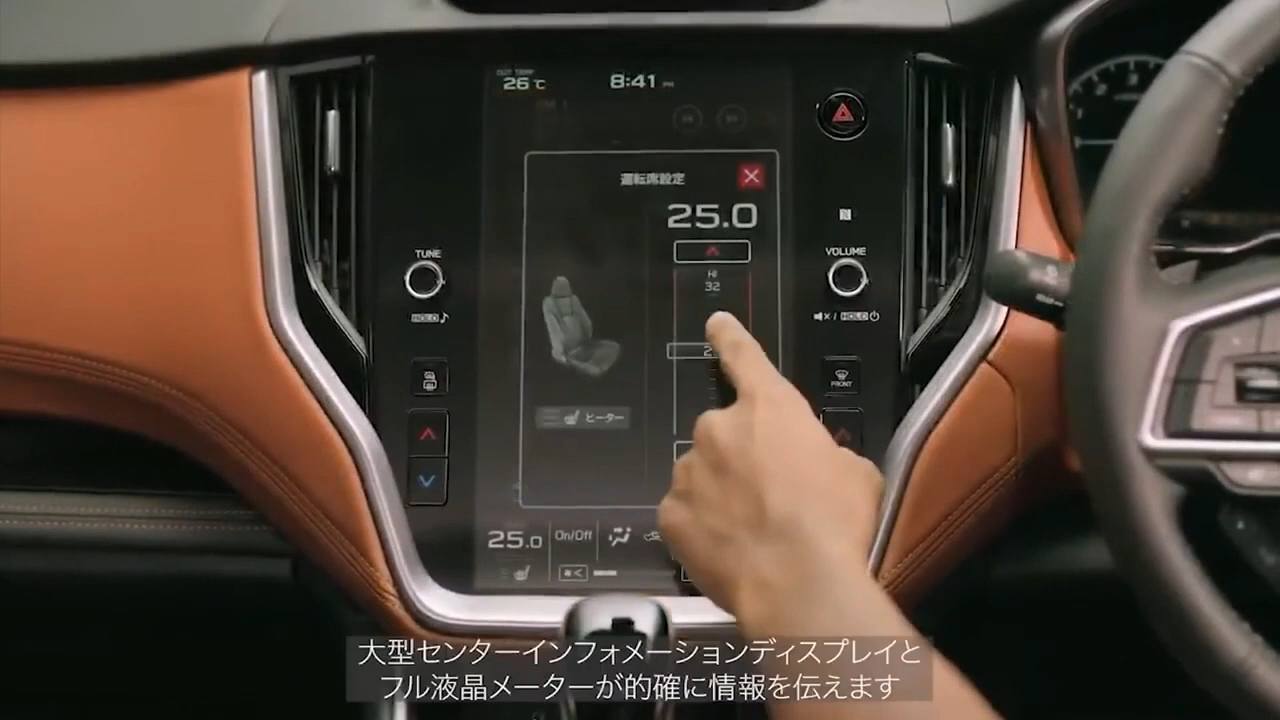 OUT TEMP
26℃
8:41 PM
運転席設定
25.0
HI
32
TUNE
VOLUME
HOLD
HOLD
FRONT
ヒーター
25.0
On/Off
大型センターインフォメーションディスプレイと
フル液晶メーターが的確に情報を伝えます